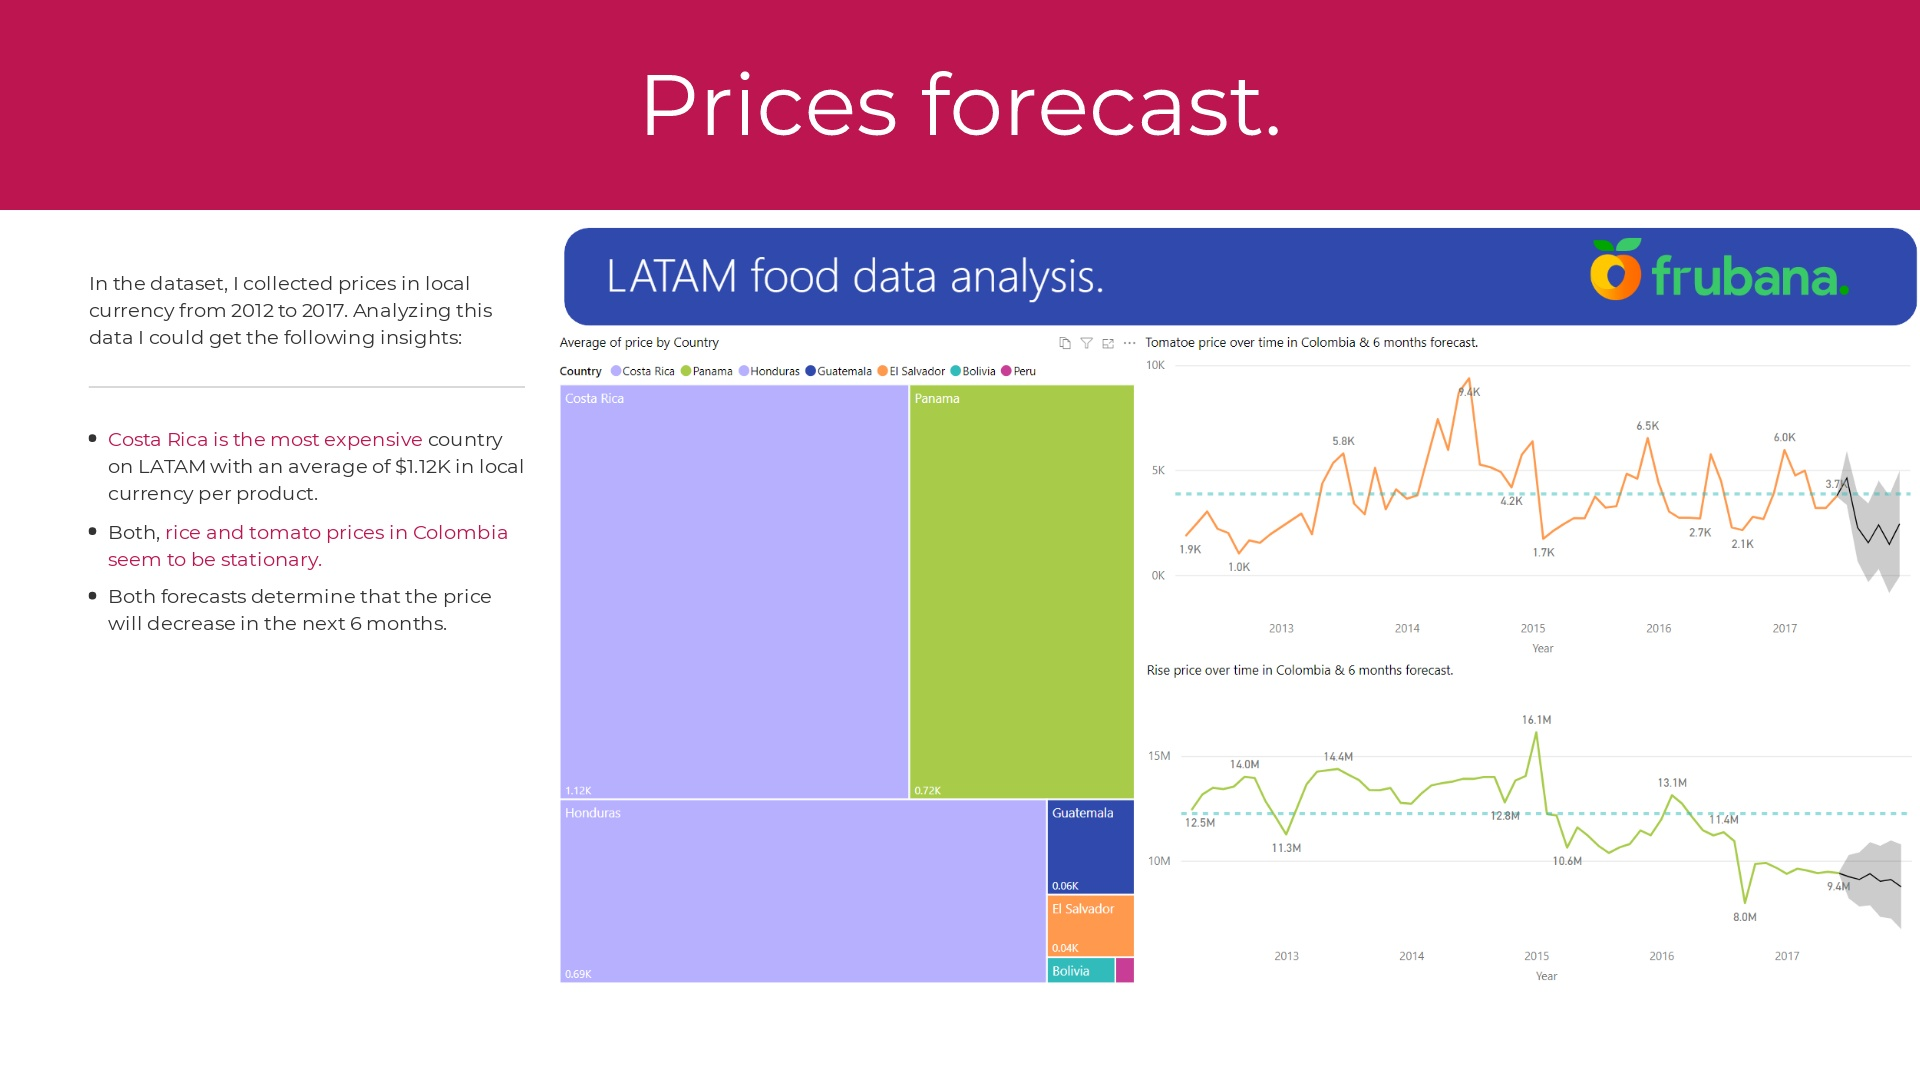 Prices forecast.
In the dataset, I collected prices in local
currency from 2012 to 2017. Analyzing this
data I could get the following insights:
Costa Rica is the most expensive country
on LATAM with an average of $1.12K in local
currency per product.
Both, rice and tomato prices in Colombia
seem to be stationary.
Both forecasts determine that the price
will decrease in the next 6 months.
LATAM food data analysis.
frubana.
Average of price by Country
Country Costa Rica Panama Honduras Guatemala El Salvador Bolivia Peru
Costa Rica
1.12K
Panama
0.72K
Honduras
0.69K
Guatemala
0.06K
El Salvador
0.04K
Bolivia
Tomatoe price over time in Colombia & 6 months forecast.
10K
5K
0K
1.9K
1.0K
5.8K
9.4K
4.2K
1.7K
6.5K
2.7K
2.1K
6.0K
3.7K
2013 2014 2015 2016 2017
Year
Rise price over time in Colombia & 6 months forecast.
15M
10M
12.5M
14.0M
11.3M
14.4M
12.8M
16.1M
10.6M
13.1M
11.4M
8.0M
9.4M
2013 2014 2015 2016 2017
Year